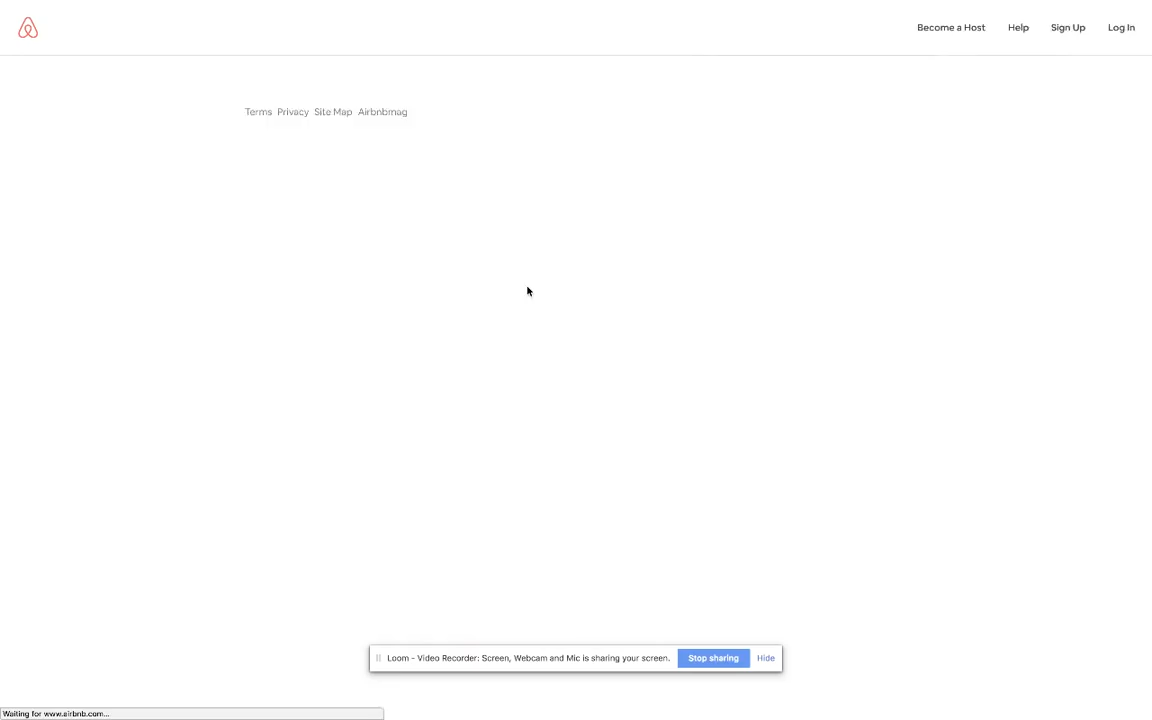 Become a Host Help Sign Up Log In
Terms Privacy Site Map Airbnbmag
Loom - Video Recorder: Screen, Webcam and Mic is sharing your screen. Stop sharing Hide
Waiting for www.airbnb.com...